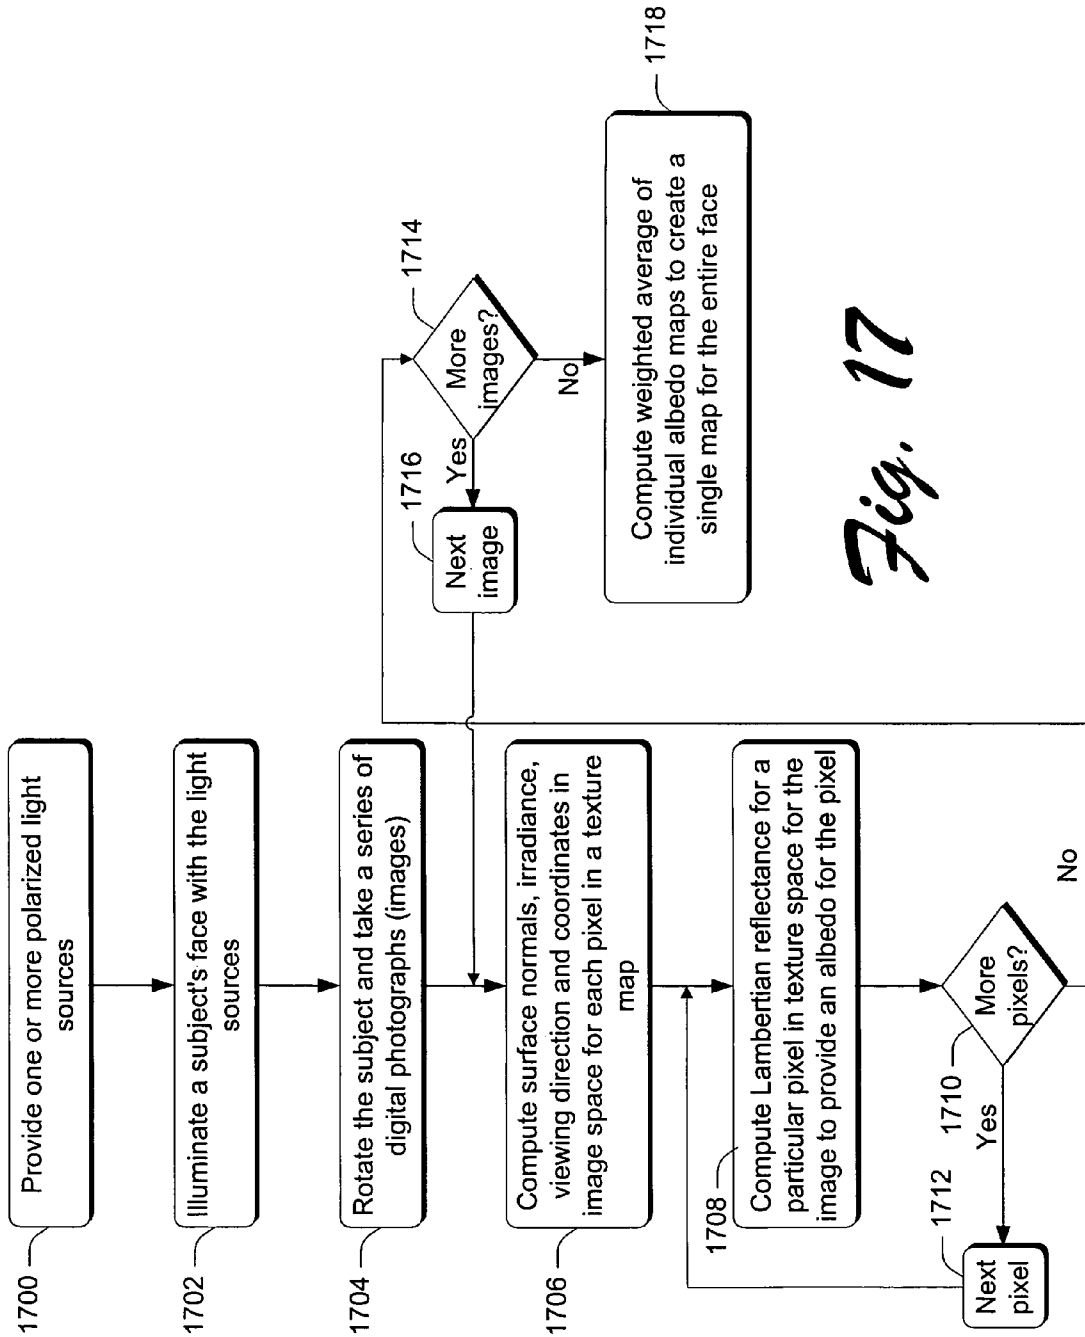 1700
Provide one or more polarized light
sources
1702
Illuminate a subject's face with the light
sources
1704
Rotate the subject and take a series of
digital photographs (images)
1706
Compute surface normals, irradiance,
viewing direction and coordinates in
image space for each pixel in a texture
map
1708
Compute Lambertian reflectance for a
particular pixel in texture space for the
image to provide an albedo for the pixel
1710
More
pixels?
Yes
No
1712
Next
pixel
1714
More
images?
Yes
No
1716
Next
image
1718
Compute weighted average of
individual albedo maps to create a
single map for the entire face
Fig. 17